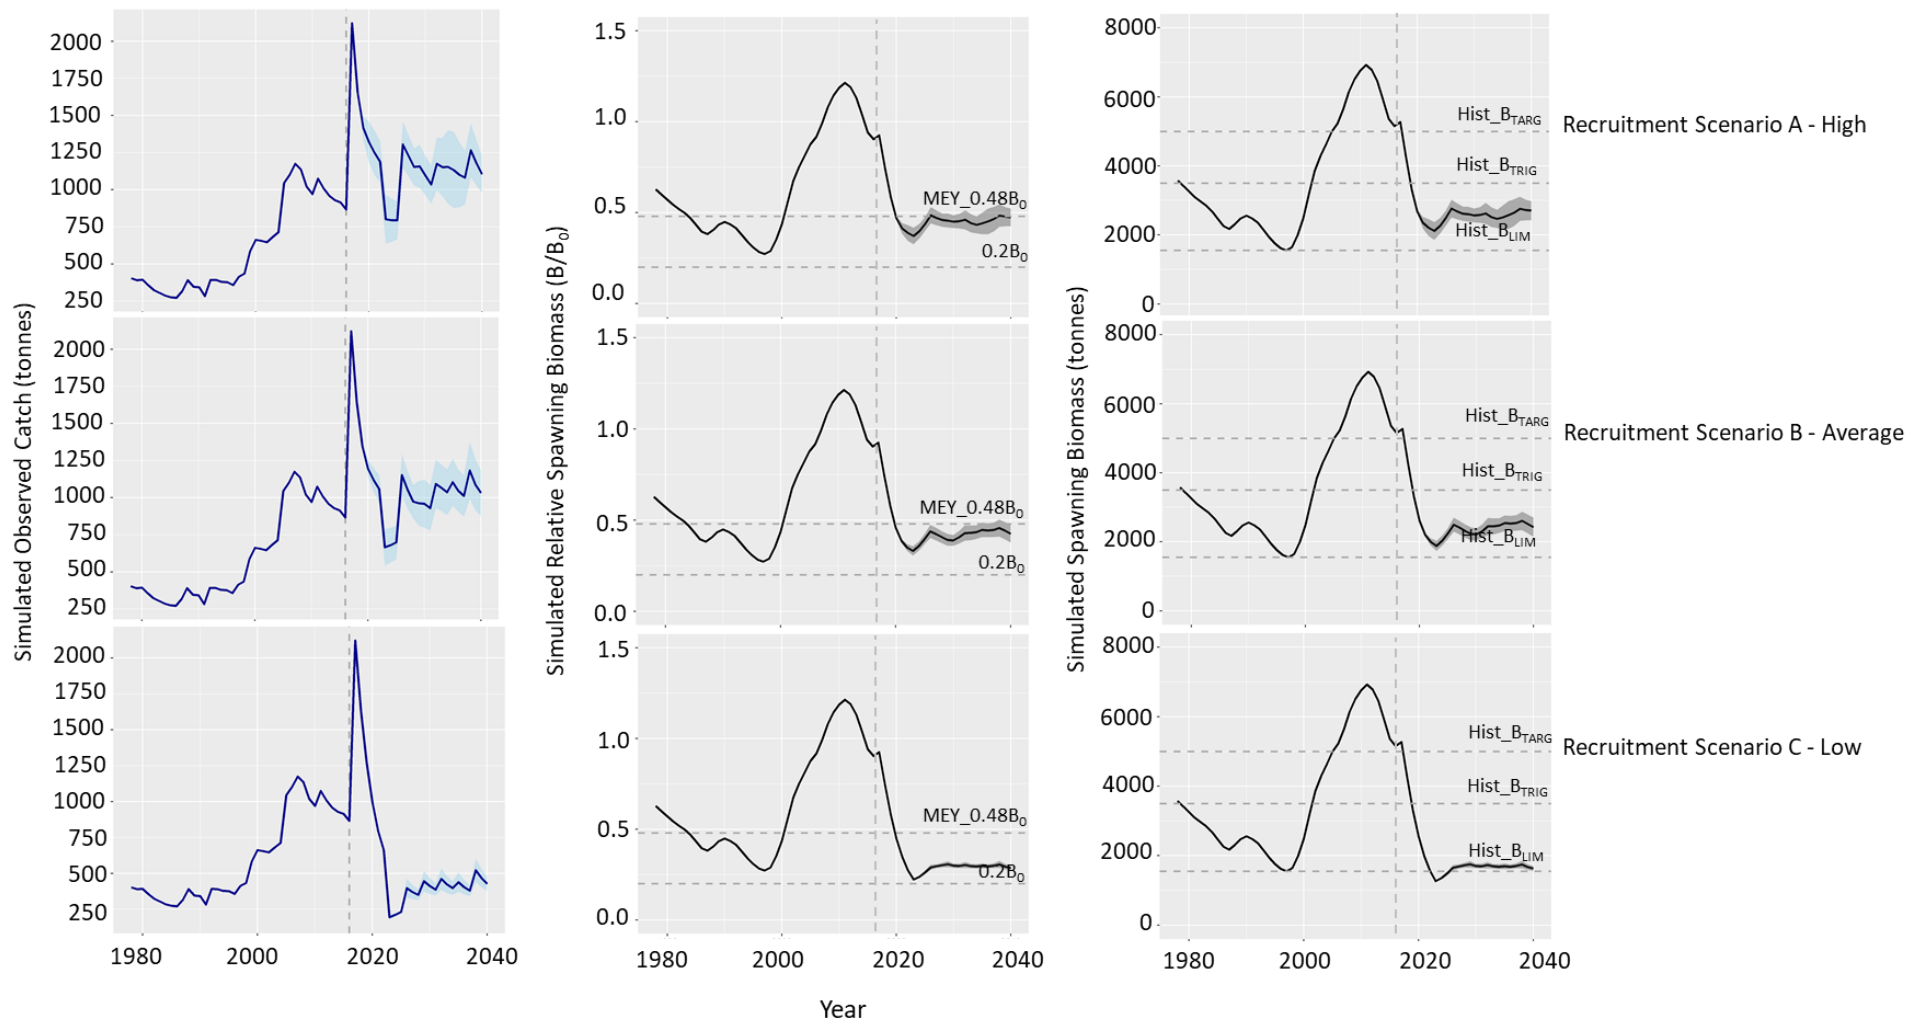 Simulated Observed Catch (tonnes)
2000
1750
1500
1250
1000
750
500
250
2000
1750
1500
1250
1000
750
500
250
2000
1750
1500
1250
1000
750
500
250
1980
2000
2020
2040
Simulated Relative Spawning Biomass (B/B0)
1.5
1.0
0.5
0.0
MEY_0.48B0
0.2B0
1.5
1.0
0.5
0.0
MEY_0.48B0
0.2B0
1.5
1.0
0.5
0.0
MEY_0.48B0
0.2B0
1980
2000
2020
2040
Year
Simulated Spawning Biomass (tonnes)
8000
6000
4000
2000
0
Hist_BTARG
Hist_BTRIG
Hist_BLIM
Recruitment Scenario A - High
8000
6000
4000
2000
0
Hist_BTARG
Hist_BTRIG
Hist_BLIM
Recruitment Scenario B - Average
8000
6000
4000
2000
0
Hist_BTARG
Hist_BTRIG
Hist_BLIM
Recruitment Scenario C - Low
1980
2000
2020
2040